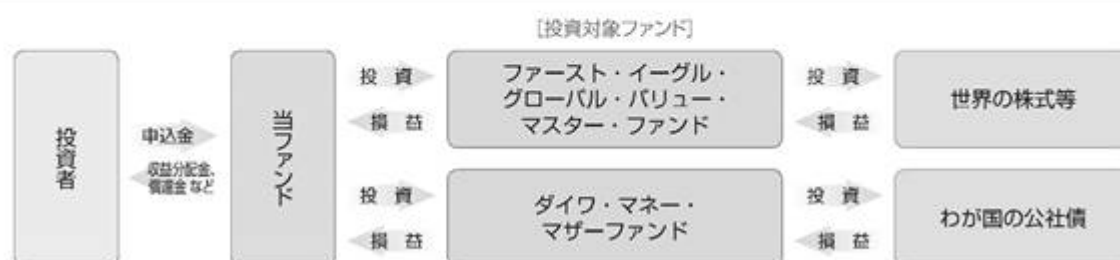 [投資対象ファンド]
投資者
申込金
収益分配金、
償還金 など
当ファンド
投 資
損 益
ファースト・イーグル・
グローバル・バリュー・
マスター・ファンド
投 資
損 益
世界の株式等
投 資
損 益
ダイワ・マネー・
マザーファンド
投 資
損 益
わが国の公社債